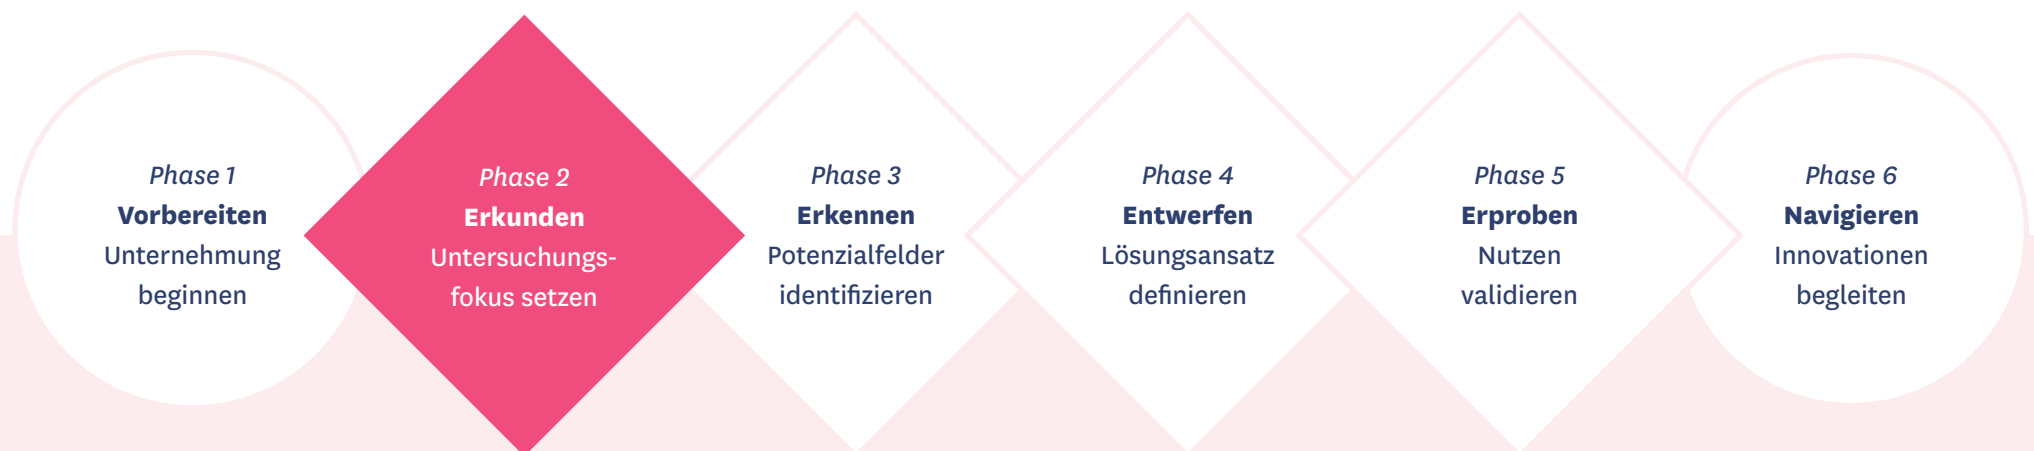 Phase 1
Vorbereiten
Unternehmung
beginnen
Phase 2
Erkunden
Untersuchungs-
fokus setzen
Phase 3
Erkennen
Potenzialfelder
identifizieren
Phase 4
Entwerfen
Lösungsansatz
definieren
Phase 5
Erproben
Nutzen
validieren
Phase 6
Navigieren
Innovationen
begleiten